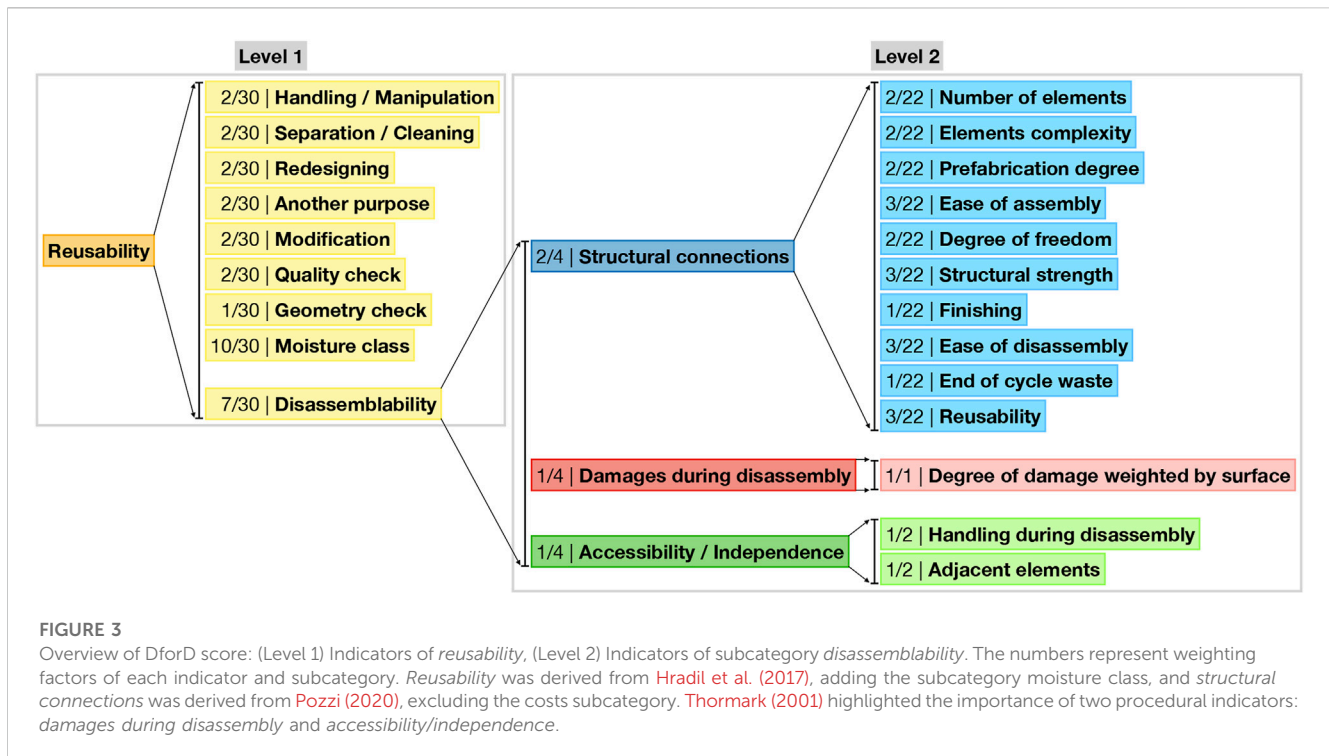 Level 1
Level 2
Reusability
2/30 | Handling / Manipulation
2/30 | Separation / Cleaning
2/30 | Redesigning
2/30 | Another purpose
2/30 | Modification
2/30 | Quality check
1/30 | Geometry check
10/30 | Moisture class
7/30 | Disassemblability
2/4 | Structural connections
2/22 | Number of elements
2/22 | Elements complexity
2/22 | Prefabrication degree
3/22 | Ease of assembly
2/22 | Degree of freedom
3/22 | Structural strength
1/22 | Finishing
3/22 | Ease of disassembly
1/22 | End of cycle waste
3/22 | Reusability
1/4 | Damages during disassembly
1/1 | Degree of damage weighted by surface
1/4 | Accessibility / Independence
1/2 | Handling during disassembly
1/2 | Adjacent elements
FIGURE 3
Overview of DforD score: (Level 1) Indicators of reusability, (Level 2) Indicators of subcategory disassemblability. The numbers represent weighting
factors of each indicator and subcategory. Reusability was derived from Hradil et al. (2017), adding the subcategory moisture class, and structural
connections was derived from Pozzi (2020), excluding the costs subcategory. Thormark (2001) highlighted the importance of two procedural indicators:
damages during disassembly and accessibility/independence.